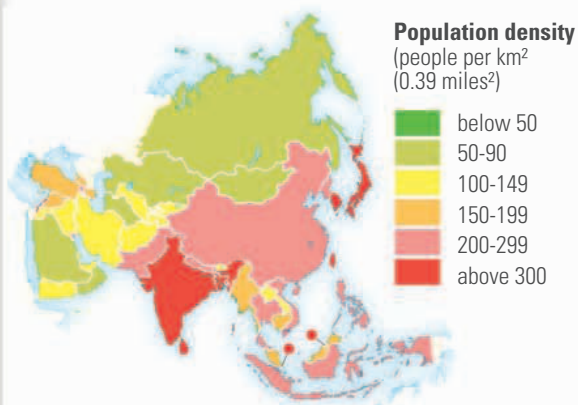 Population density
(people per km²
(0.39 miles²)
below 50
50-90
100-149
150-199
200-299
above 300